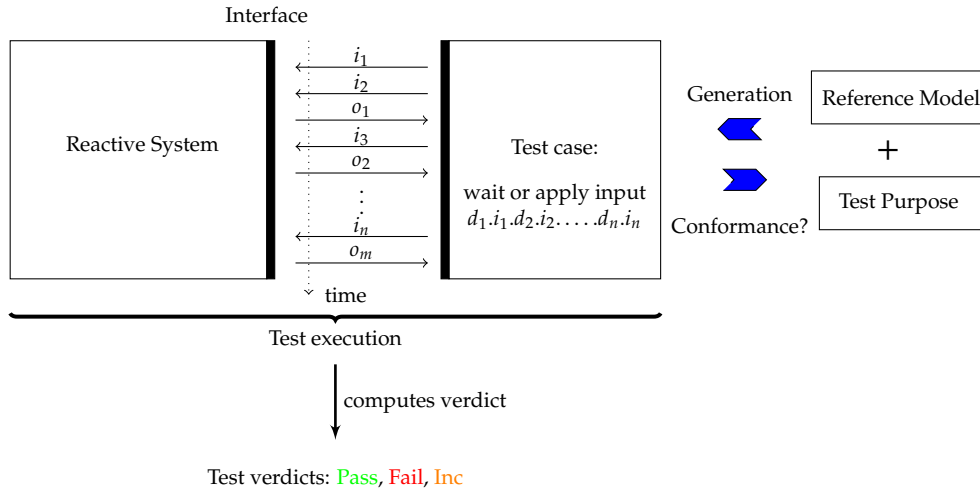 Interface
Reactive System
i₁
i₂
o₁
i₃
o₂
⋮
iₙ
oₘ
time
Test case:
wait or apply input
d₁.i₁.d₂.i₂.....dₙ.iₙ
Generation
Conformance?
Reference Model
+
Test Purpose
Test execution
computes verdict
Test verdicts: Pass, Fail, Inc